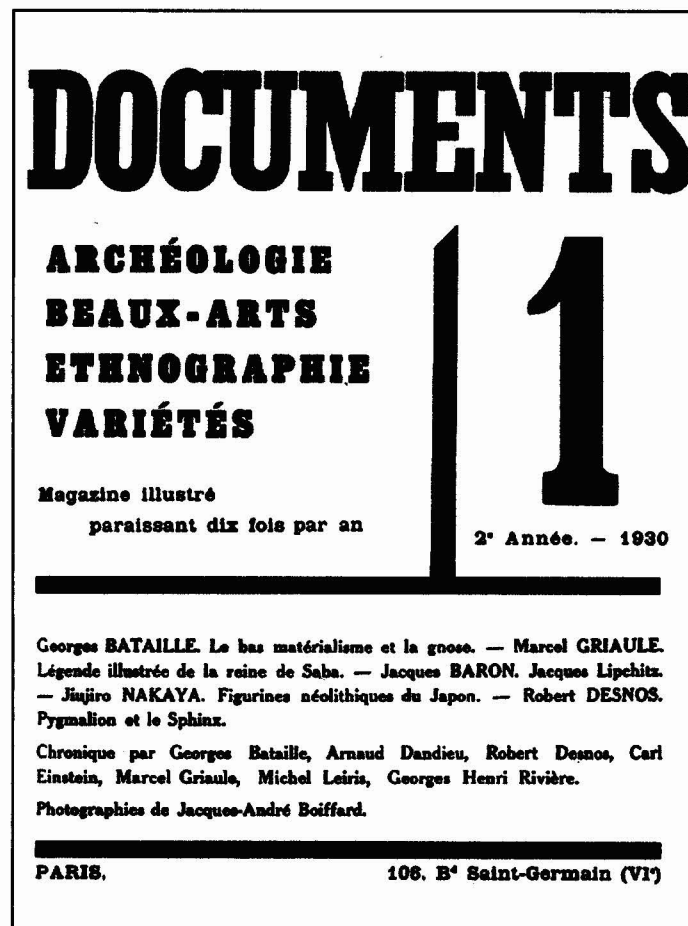 DOCUMENTS
ARCHÉOLOGIE
BEAUX-ARTS
ETHNOGRAPHIE
VARIÉTÉS
Magazine illustré
paraissant dix fois par an
1
2e Année. — 1930
Georges BATAILLE. Le bas matérialisme et la gnose. — Marcel GRIAULE.
Légende illustrée de la reine de Saba. — Jacques BARON. Jacques Lipchitz.
— Jiujiro NAKAYA. Figurines néolithiques du Japon. — Robert DESNOS.
Pygmalion et le Sphinx.
Chronique par Georges Bataille, Arnaud Dandieu, Robert Desnos, Carl
Einstein, Marcel Griaule, Michel Leiris, Georges Henri Rivière.
Photographies de Jacques-André Boiffard.
PARIS, 106, Bd Saint-Germain (VIe)